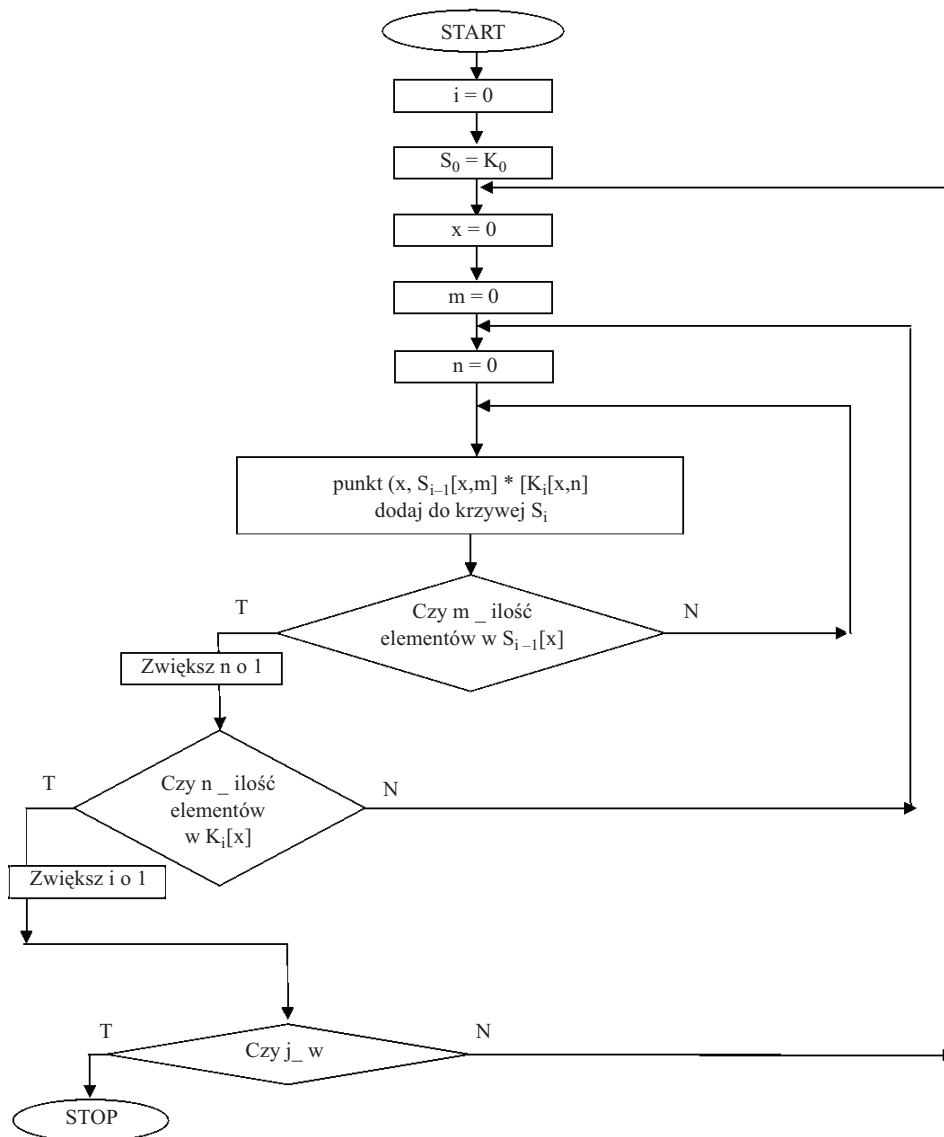 START
i = 0
S₀ = K₀
x = 0
m = 0
n = 0
punkt (x, Sᵢ₋₁[x,m] * [Kᵢ[x,n]
dodaj do krzywej Sᵢ
T
Czy m _ ilość
elementów w Sᵢ₋₁[x]
N
Zwiększ n o 1
T
Czy n _ ilość
elementów
w Kᵢ[x]
N
Zwiększ i o 1
T
Czy j_ w
N
STOP